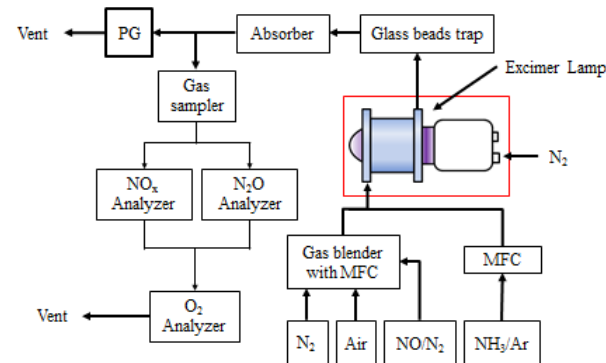 Vent
PG
Absorber
Glass beads trap
Excimer Lamp
Gas
sampler
N₂
NOₓ
Analyzer
N₂O
Analyzer
Gas blender
with MFC
MFC
Vent
O₂
Analyzer
N₂
Air
NO/N₂
NH₃/Ar